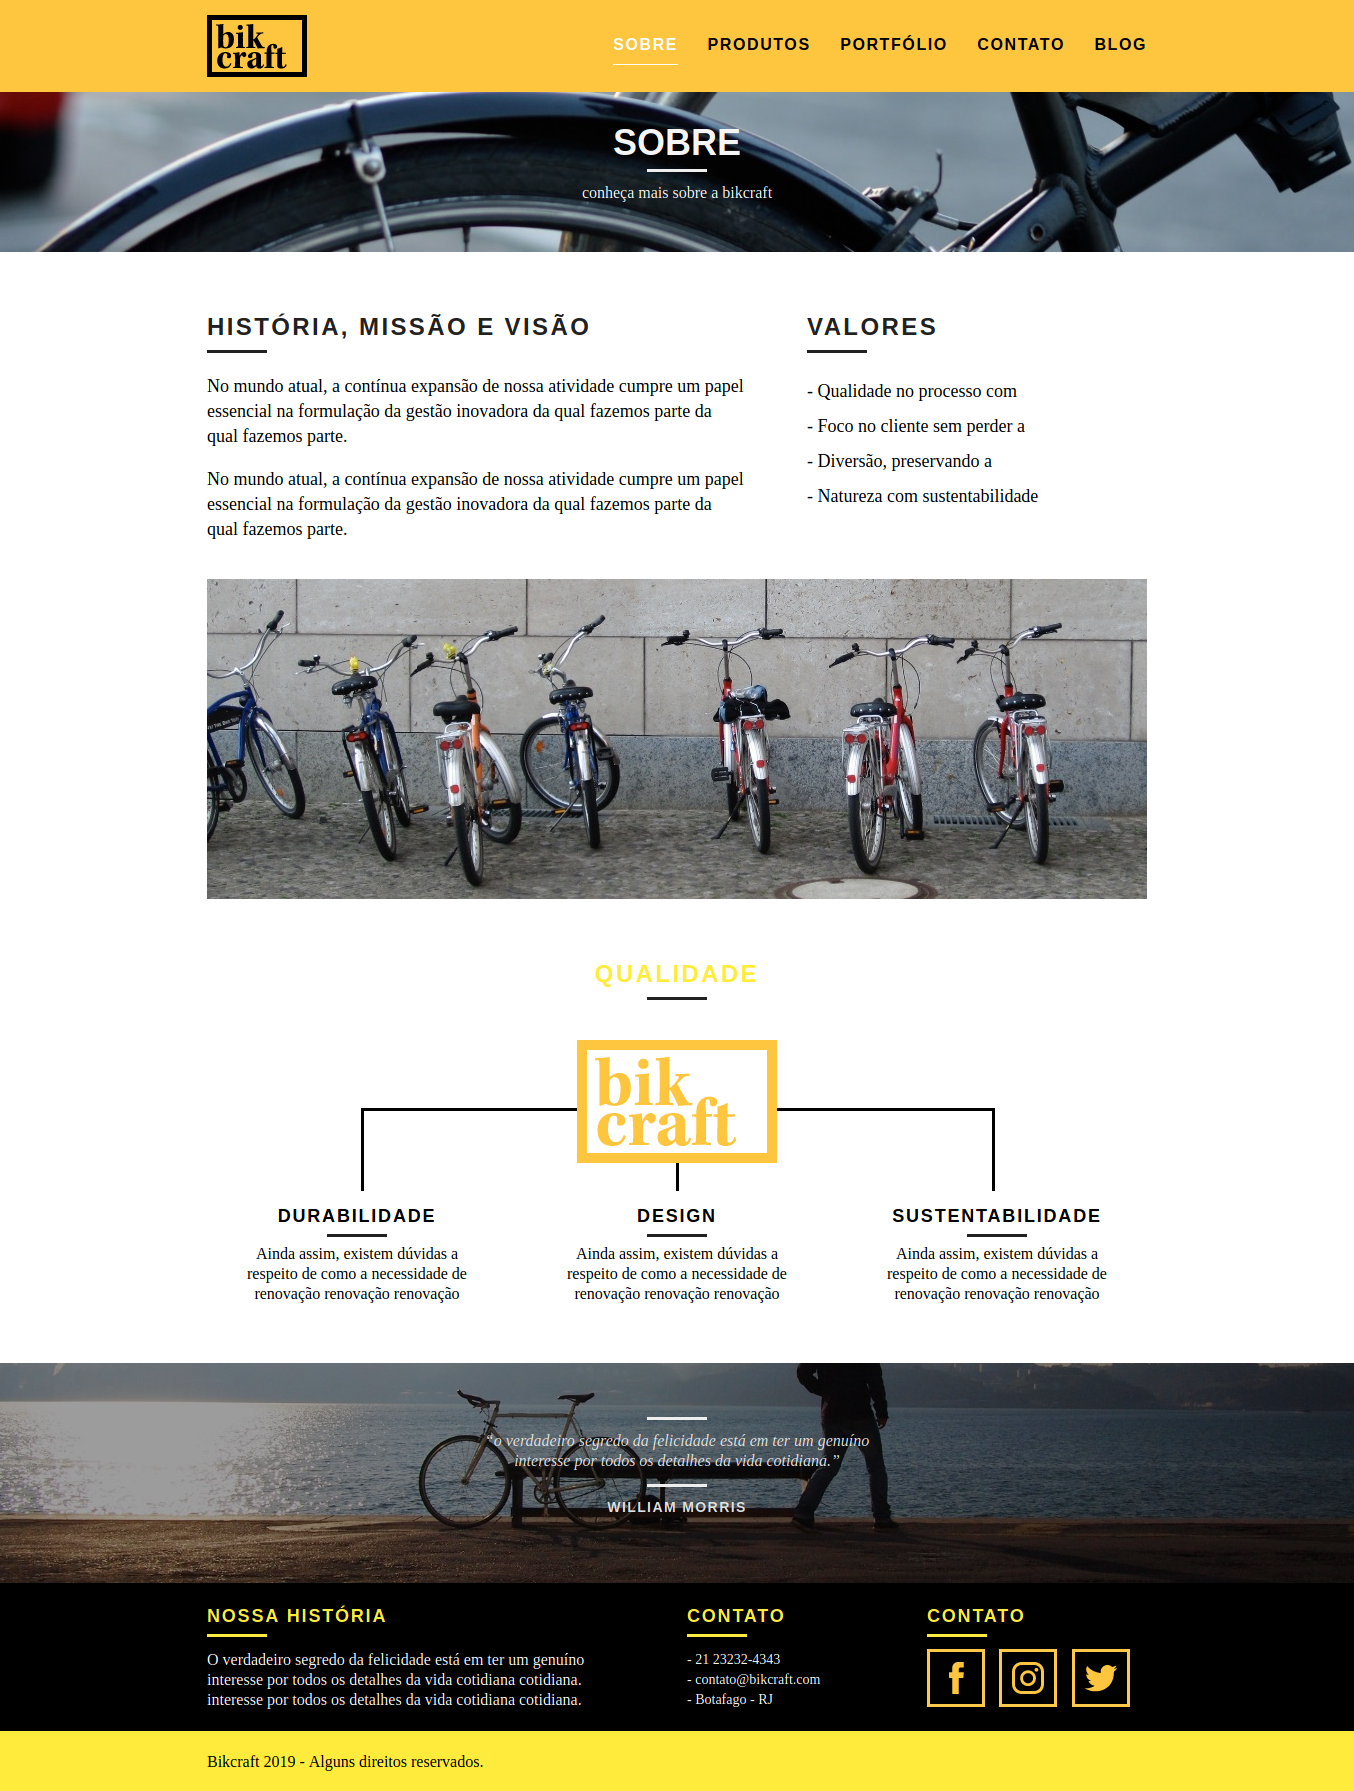 bik
craft
SOBRE PRODUTOS PORTFÓLIO CONTATO BLOG
SOBRE
conheça mais sobre a bikcraft
HISTÓRIA, MISSÃO E VISÃO
No mundo atual, a contínua expansão de nossa atividade cumpre um papel
essencial na formulação da gestão inovadora da qual fazemos parte da
qual fazemos parte.
No mundo atual, a contínua expansão de nossa atividade cumpre um papel
essencial na formulação da gestão inovadora da qual fazemos parte da
qual fazemos parte.
VALORES
- Qualidade no processo com
- Foco no cliente sem perder a
- Diversão, preservando a
- Natureza com sustentabilidade
QUALIDADE
bik
craft
DURABILIDADE
Ainda assim, existem dúvidas a
respeito de como a necessidade de
renovação renovação renovação
DESIGN
Ainda assim, existem dúvidas a
respeito de como a necessidade de
renovação renovação renovação
SUSTENTABILIDADE
Ainda assim, existem dúvidas a
respeito de como a necessidade de
renovação renovação renovação
“o verdadeiro segredo da felicidade está em ter um genuíno
interesse por todos os detalhes da vida cotidiana.”
WILLIAM MORRIS
NOSSA HISTÓRIA
O verdadeiro segredo da felicidade está em ter um genuíno
interesse por todos os detalhes da vida cotidiana cotidiana.
interesse por todos os detalhes da vida cotidiana cotidiana.
CONTATO
- 21 23232-4343
- contato@bikcraft.com
- Botafago - RJ
CONTATO
Bikcraft 2019 - Alguns direitos reservados.